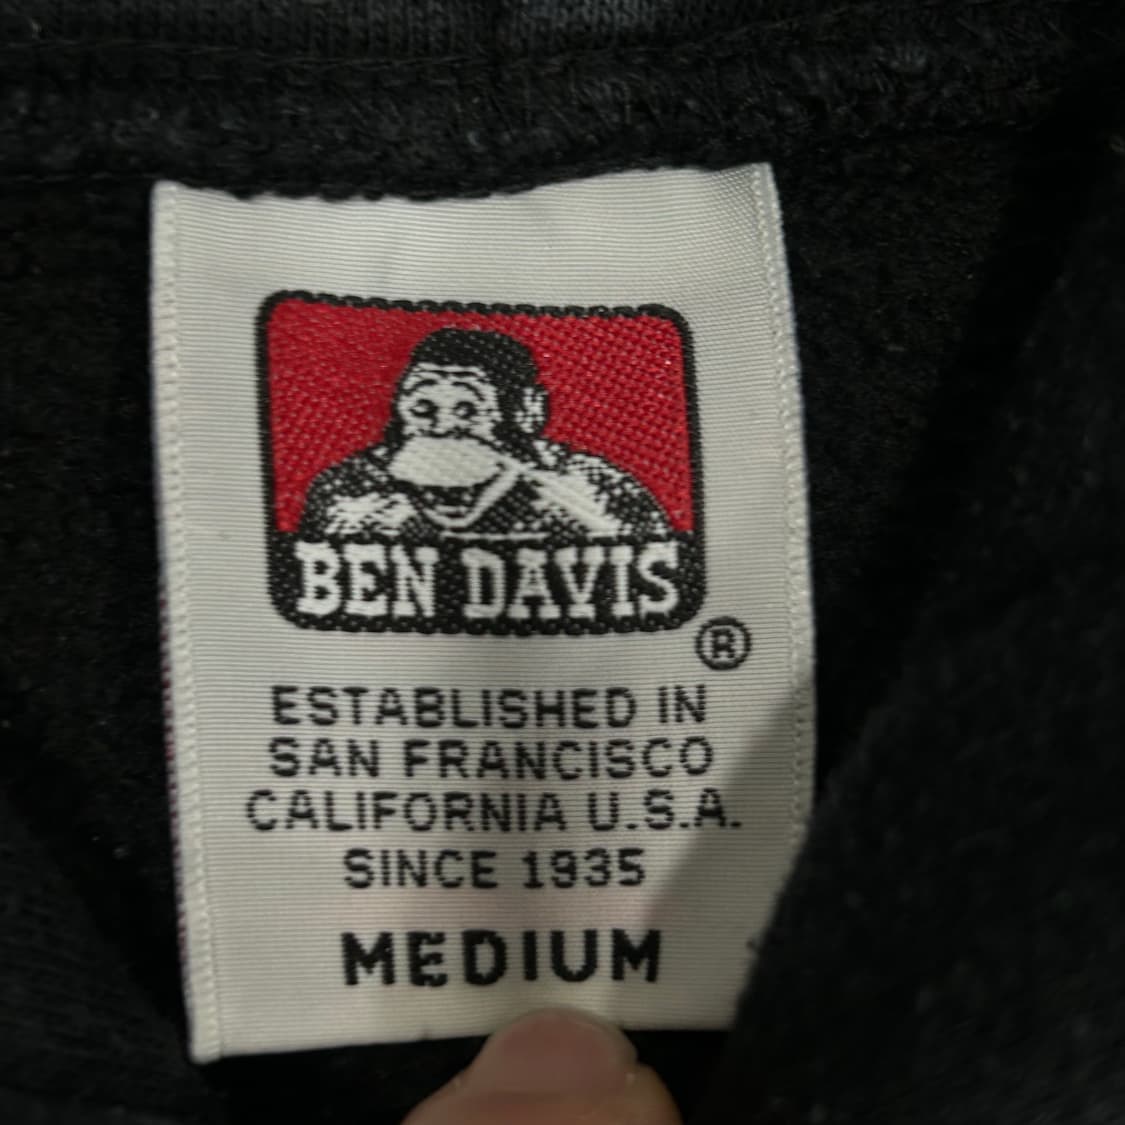 BEN DAVIS
®
ESTABLISHED IN
SAN FRANCISCO
CALIFORNIA U.S.A.
SINCE 1935
MEDIUM